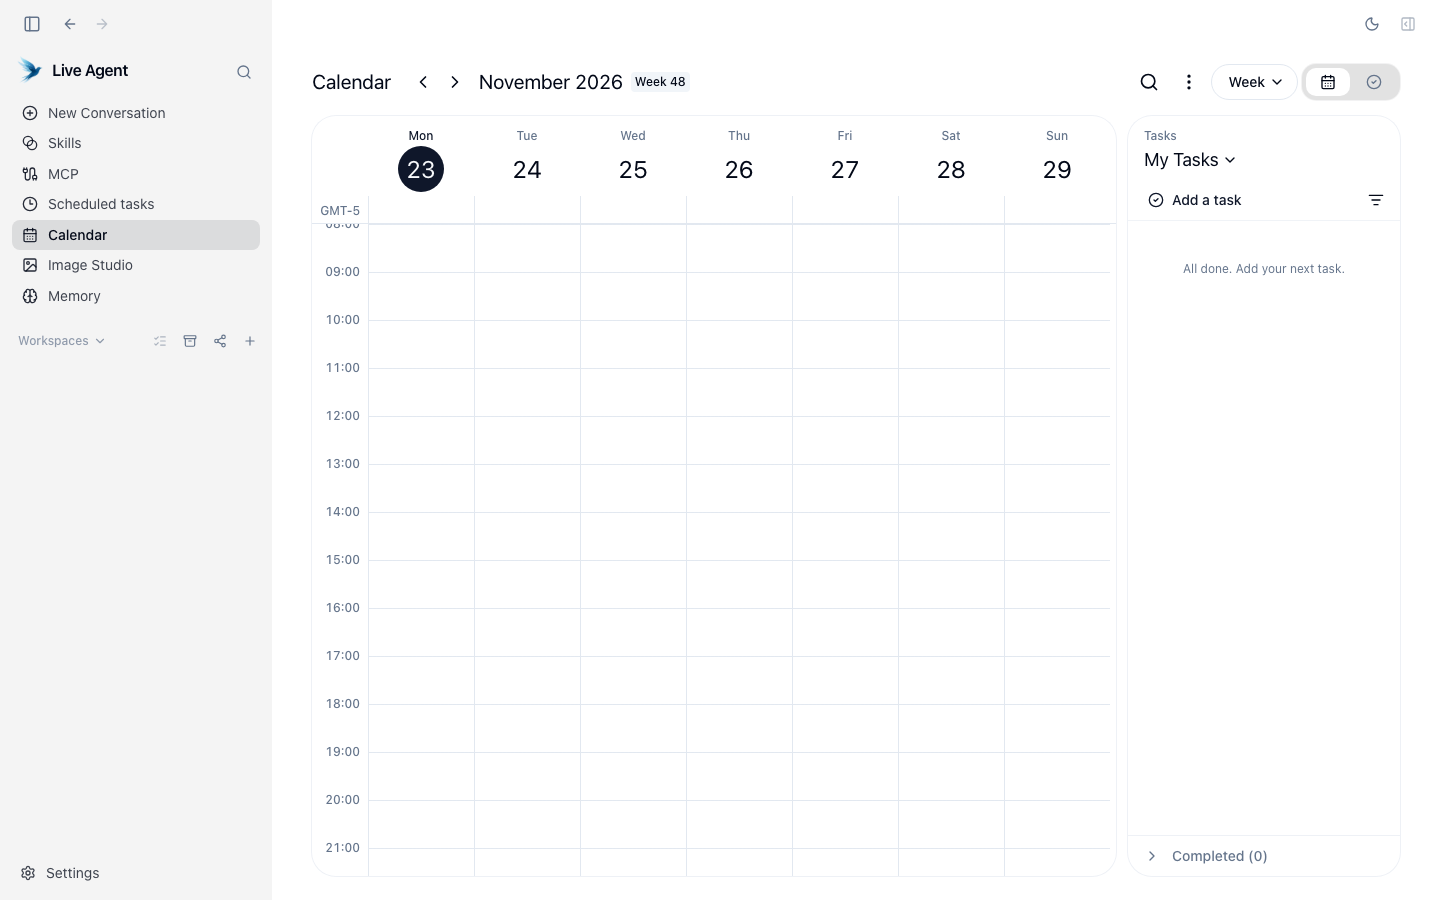 Live Agent
New Conversation
Skills
MCP
Scheduled tasks
Calendar
Image Studio
Memory
Workspaces
Settings
Calendar
November 2026
Week 48
Week
Mon Tue Wed Thu Fri Sat Sun
23 24 25 26 27 28 29
GMT-5
08:00
09:00
10:00
11:00
12:00
13:00
14:00
15:00
16:00
17:00
18:00
19:00
20:00
21:00
Tasks
My Tasks
Add a task
All done. Add your next task.
Completed (0)